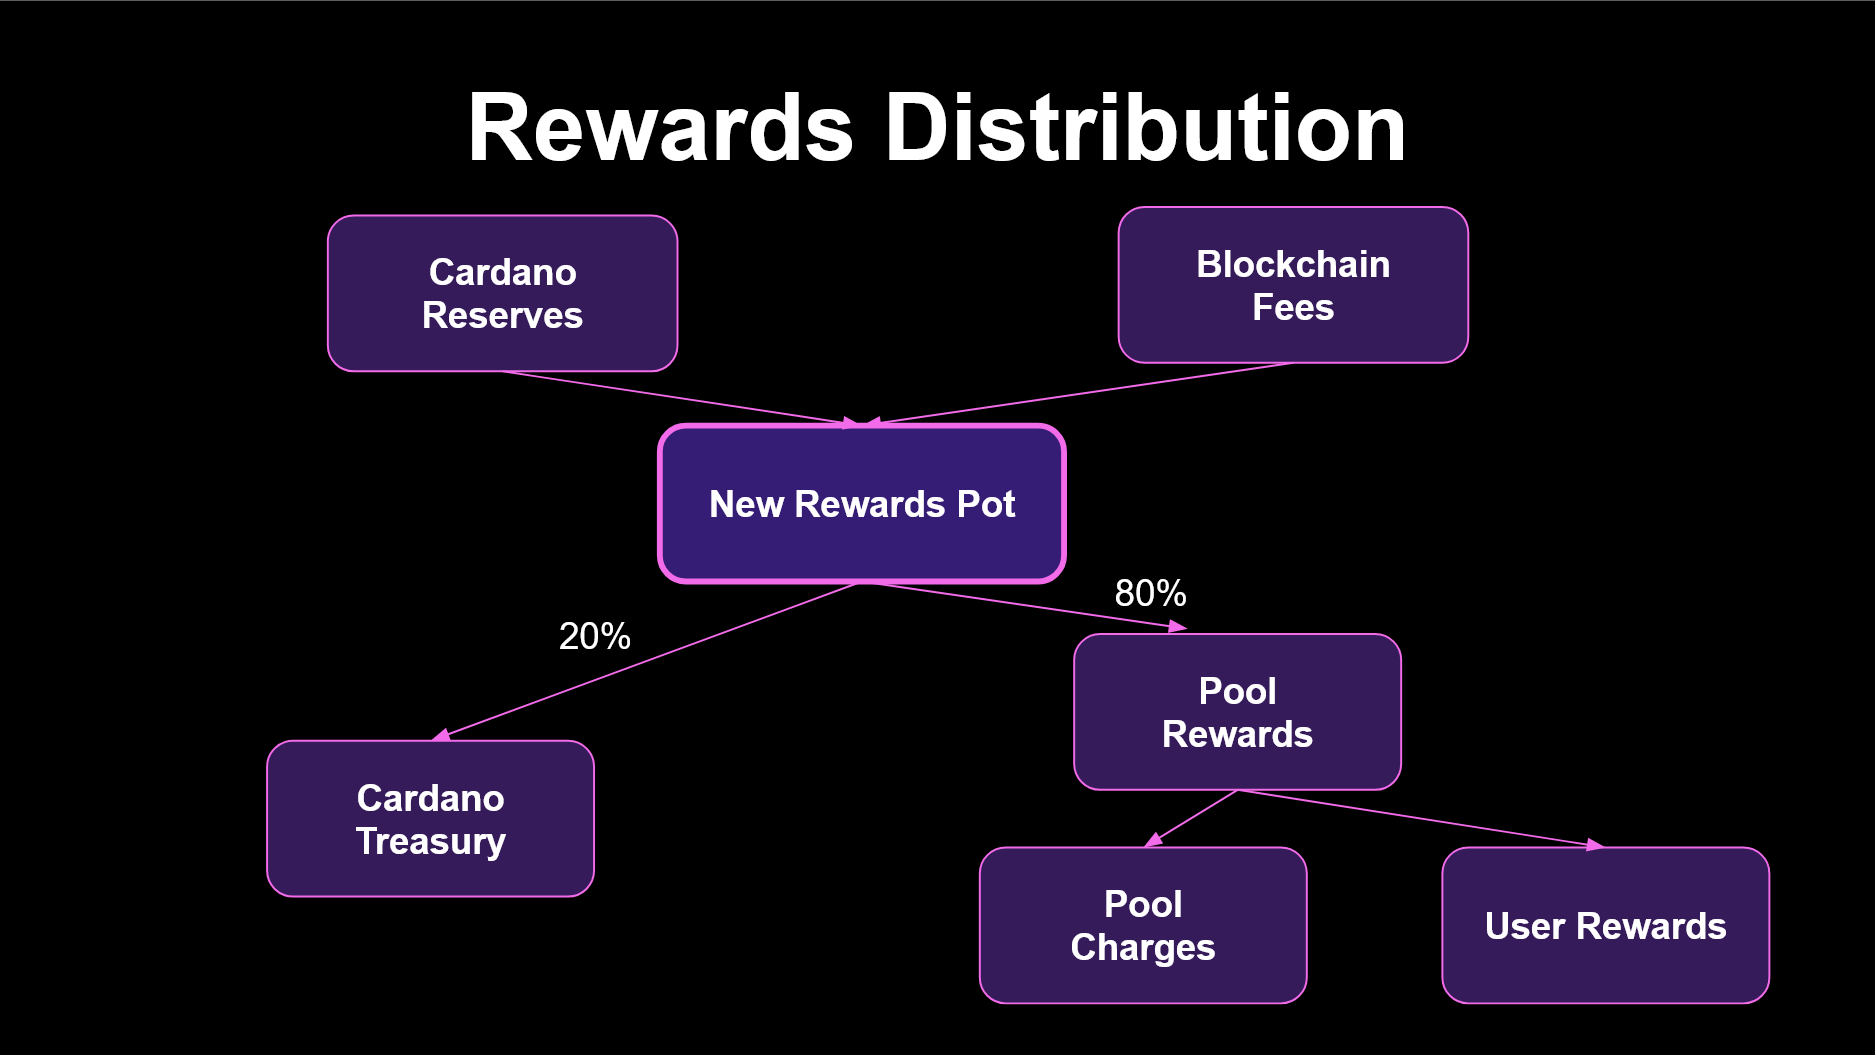 Rewards Distribution
Cardano
Reserves
Blockchain
Fees
New Rewards Pot
80%
20%
Pool
Rewards
Cardano
Treasury
Pool
Charges
User Rewards